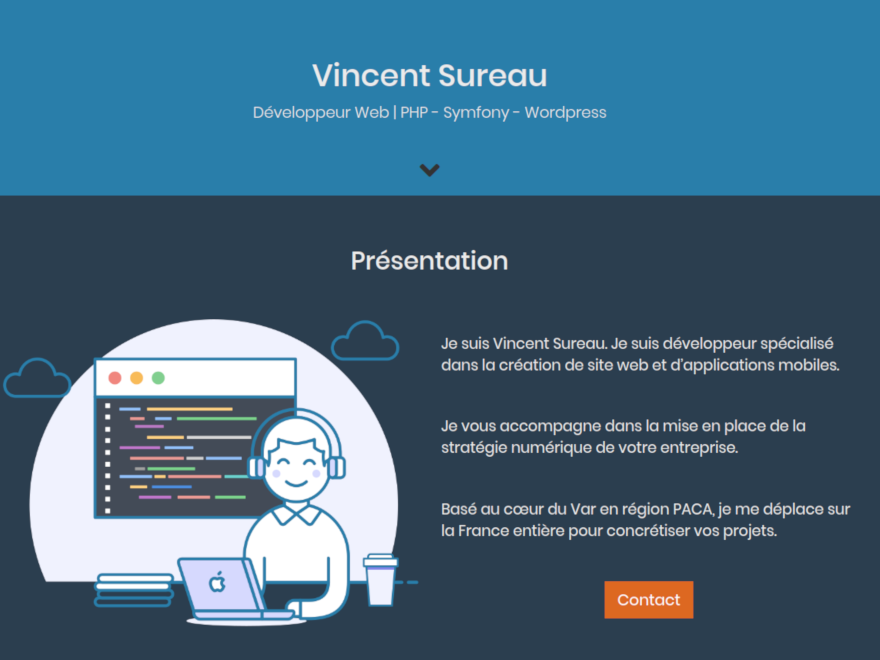 Vincent Sureau
Développeur Web | PHP - Symfony - Wordpress
Présentation
Je suis Vincent Sureau. Je suis développeur spécialisé
dans la création de site web et d'applications mobiles.
Je vous accompagne dans la mise en place de la
stratégie numérique de votre entreprise.
Basé au cœur du Var en région PACA, je me déplace sur
la France entière pour concrétiser vos projets.
Contact